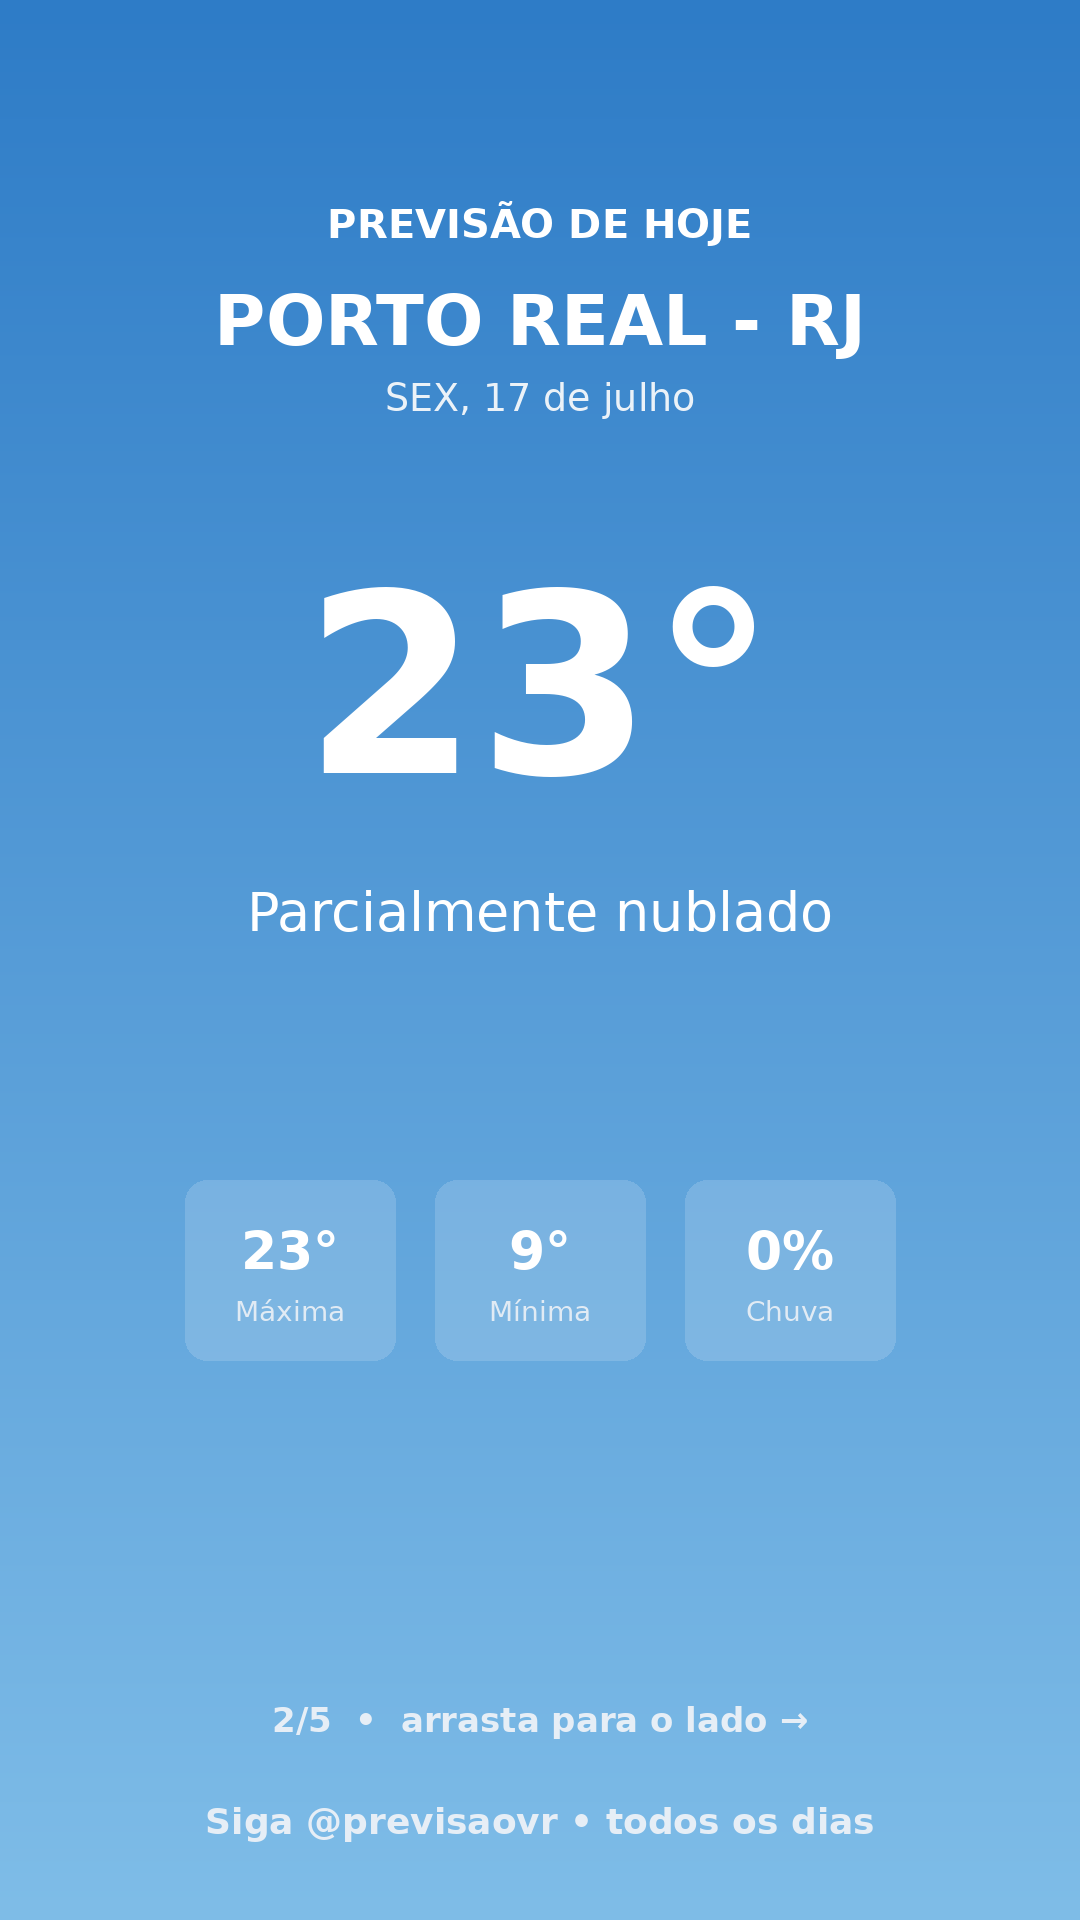 PREVISÃO DE HOJE
PORTO REAL - RJ
SEX, 17 de julho
23°
Parcialmente nublado
23° 9° 0%
Máxima Mínima Chuva
2/5 • arrasta para o lado →
Siga @previsaovr • todos os dias